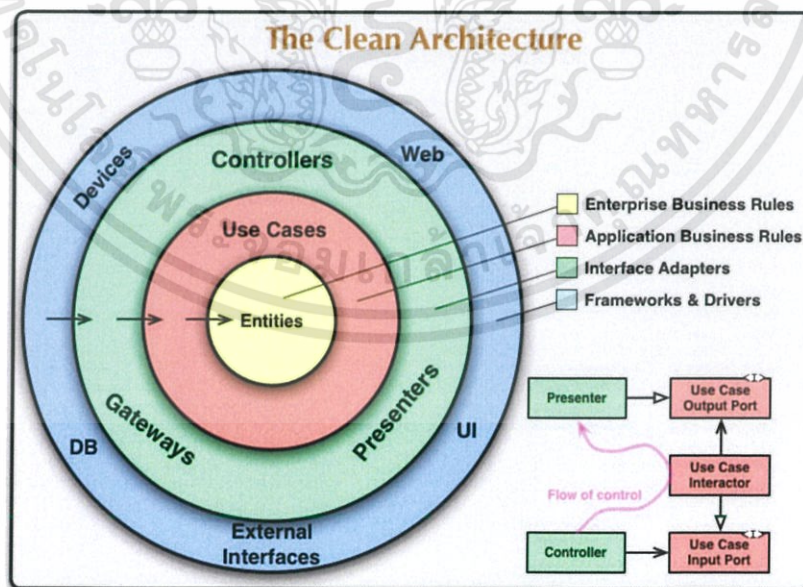 The Clean Architecture
Devices
Controllers
Web
Use Cases
Entities
Gateways
Presenters
DB
UI
External
Interfaces
Enterprise Business Rules
Application Business Rules
Interface Adapters
Frameworks & Drivers
Presenter
<I>
Use Case
Output Port
Use Case
Interactor
Flow of control
Controller
<I>
Use Case
Input Port